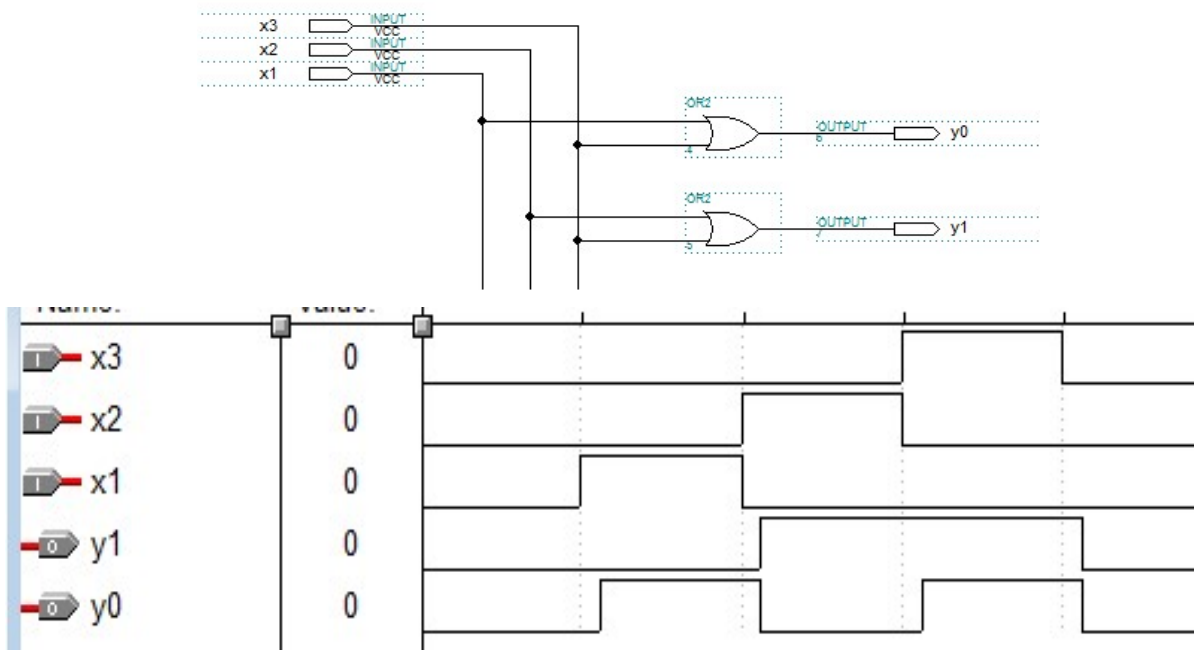 x3 INPUT
VCC
x2 INPUT
VCC
x1 INPUT
VCC
OR2
4
OUTPUT
6
y0
OR2
5
OUTPUT
7
y1
Name: Value:
I x3 0
I x2 0
I x1 0
O y1 0
O y0 0